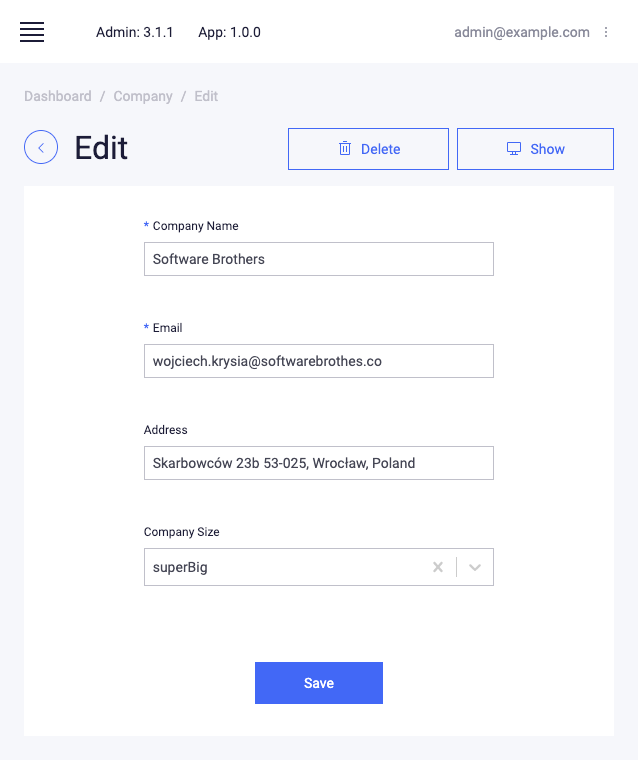 Admin: 3.1.1 App: 1.0.0 admin@example.com
Dashboard / Company / Edit
Edit Delete Show
* Company Name
Software Brothers
* Email
wojciech.krysia@softwarebrothes.co
Address
Skarbowców 23b 53-025, Wrocław, Poland
Company Size
superBig
Save